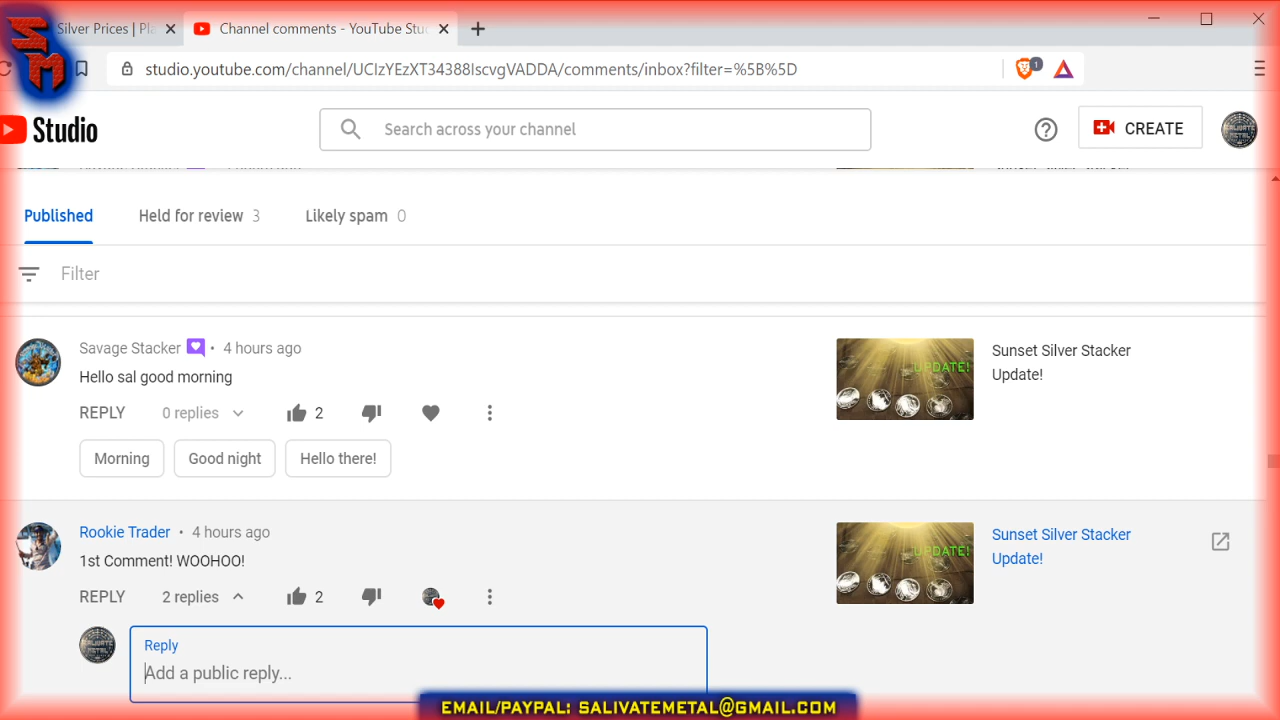 Silver Prices | Pla
Channel comments - YouTube Stu
studio.youtube.com/channel/UCIzYEzXT34388IscvgVADDA/comments/inbox?filter=%5B%5D
1
SM
Studio
Search across your channel
CREATE
Published
Held for review 3
Likely spam 0
Filter
Savage Stacker • 4 hours ago
Hello sal good morning
REPLY 0 replies 2
Morning
Good night
Hello there!
UPDATE!
Sunset Silver Stacker
Update!
Rookie Trader • 4 hours ago
1st Comment! WOOHOO!
REPLY 2 replies 2
UPDATE!
Sunset Silver Stacker
Update!
Reply
Add a public reply...
EMAIL/PAYPAL: SALIVATEMETAL@GMAIL.COM